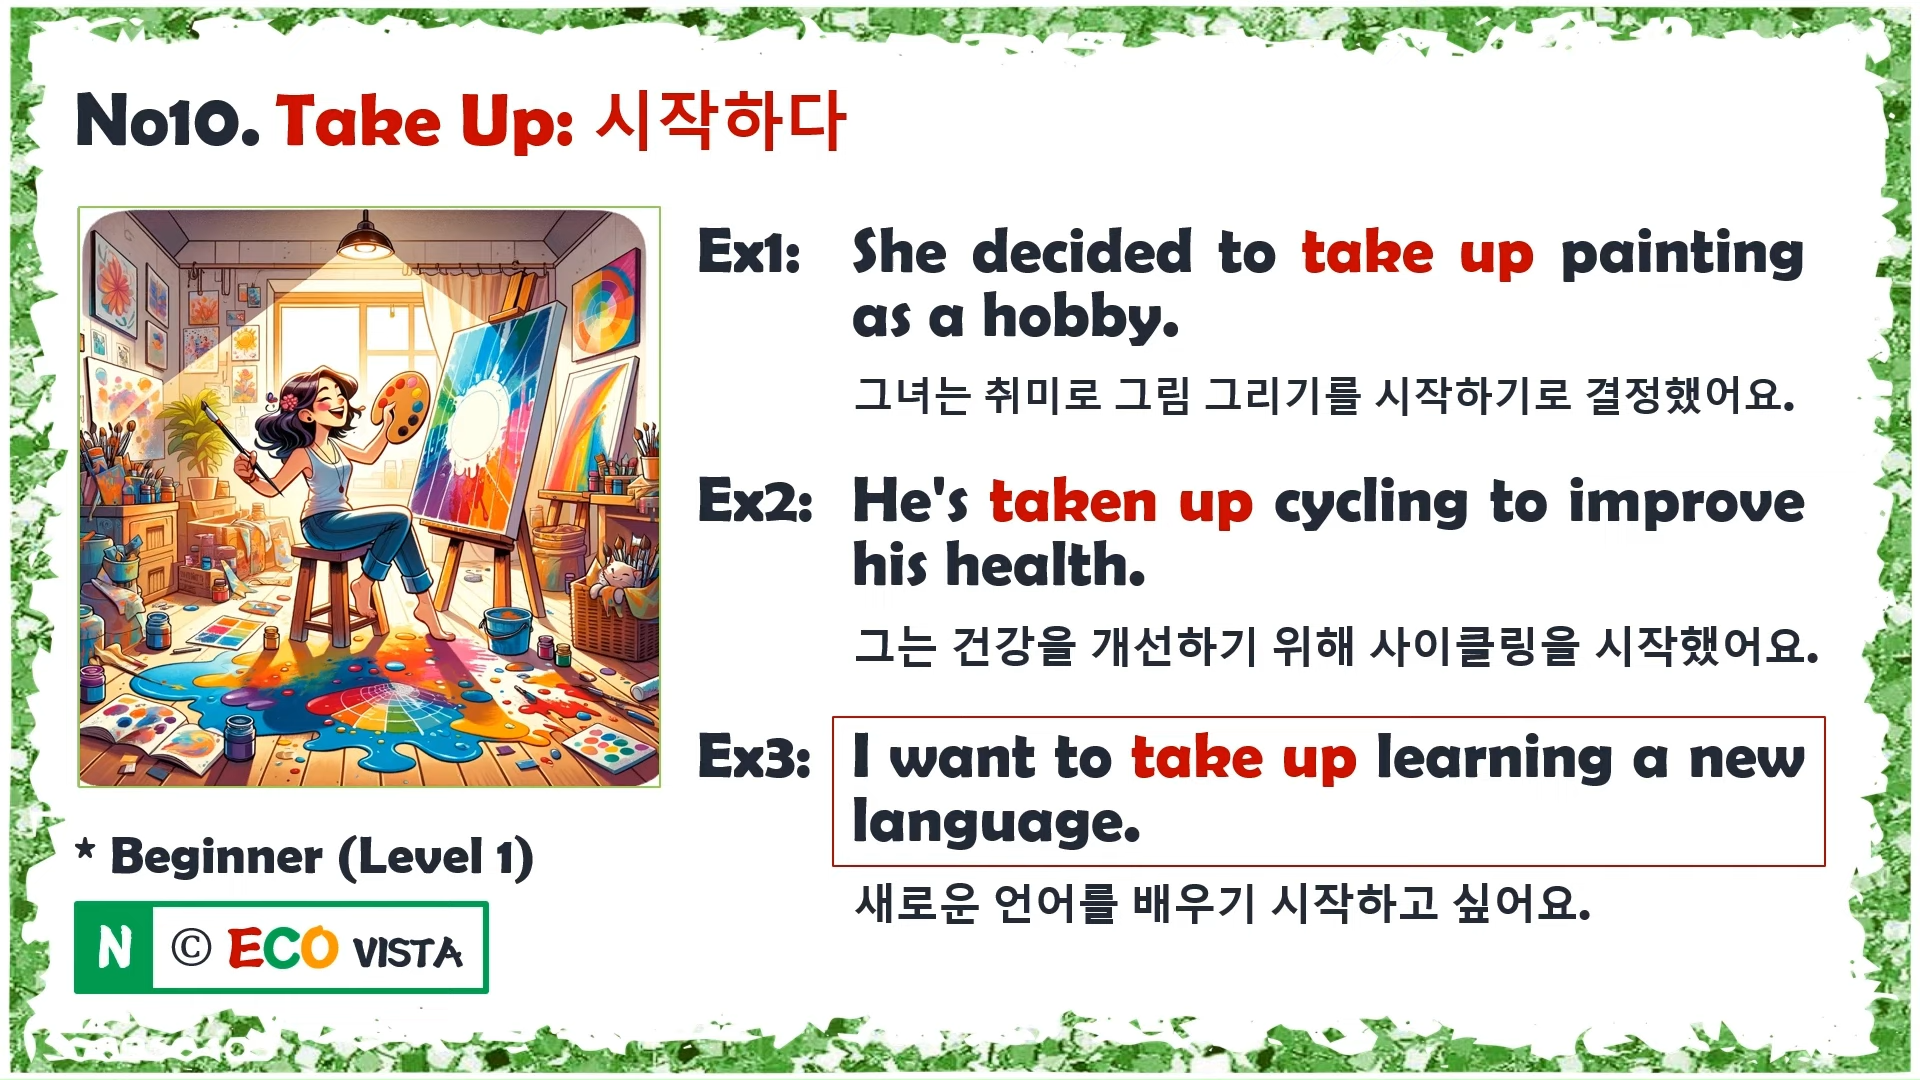 No10. Take Up: 시작하다
Ex1: She decided to take up painting
as a hobby.
그녀는 취미로 그림 그리기를 시작하기로 결정했어요.
Ex2: He's taken up cycling to improve
his health.
그는 건강을 개선하기 위해 사이클링을 시작했어요.
Ex3: I want to take up learning a new
language.
새로운 언어를 배우기 시작하고 싶어요.
* Beginner (Level 1)
N © ECO VISTA